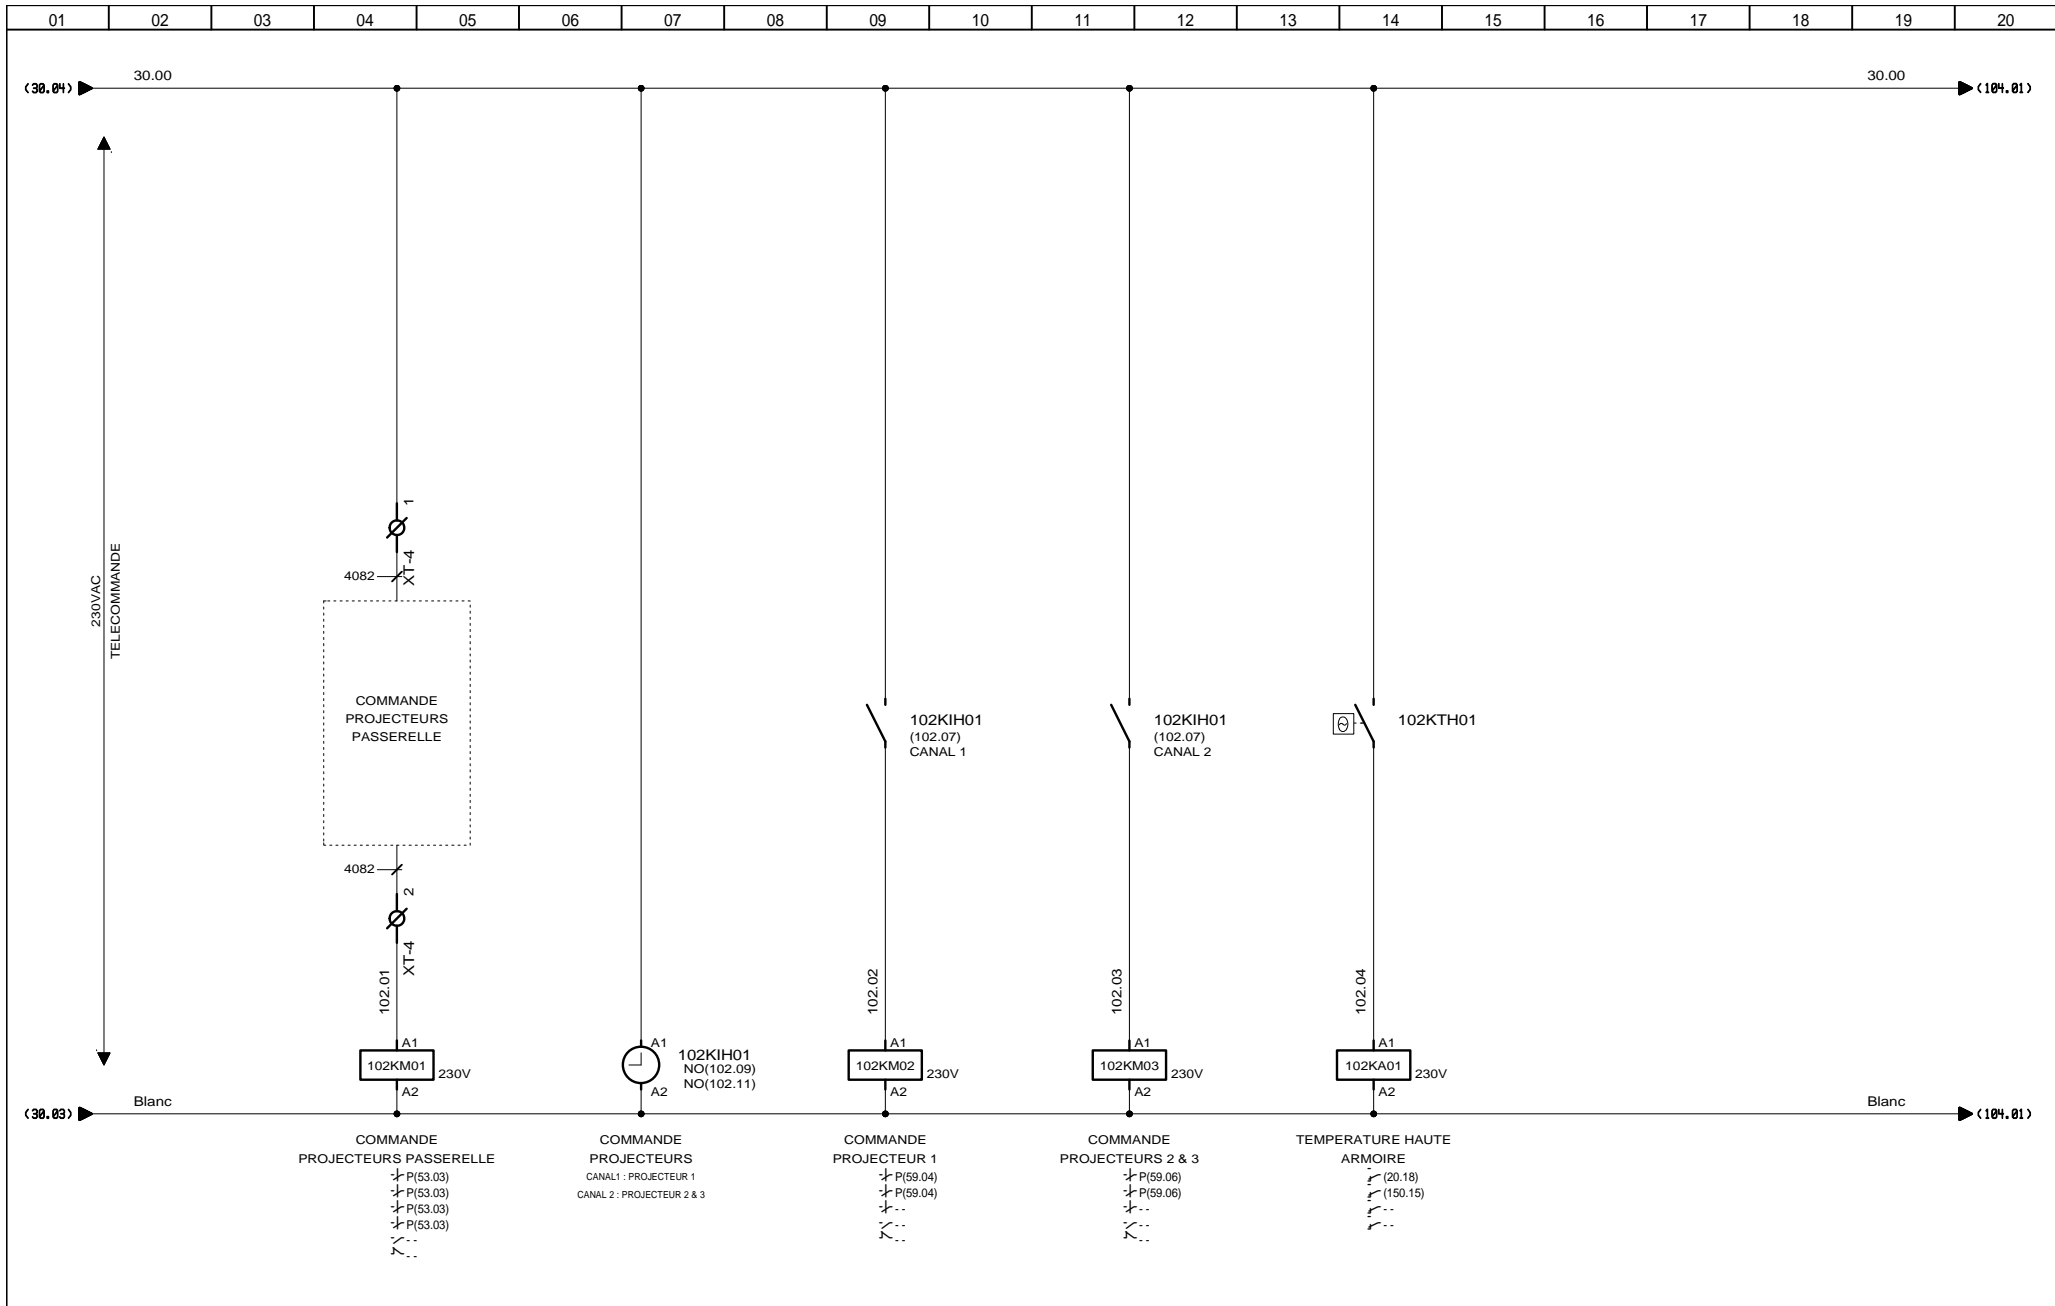 01 02 03 04 05 06 07 08 09 10 11 12 13 14 15 16 17 18 19 20
30.00 30.00
(30.04) (104.01)
230VAC
TELECOMMANDE
1
XT-4
4082
COMMANDE
PROJECTEURS
PASSERELLE
4082
2
XT-4
102KIH01
(102.07)
CANAL 1
102KIH01
(102.07)
CANAL 2
102KTH01
102.01 102.02 102.03 102.04
A1
102KM01
230V
A2
A1
102KIH01
NO(102.09)
NO(102.11)
A2
A1
102KM02
230V
A2
A1
102KM03
230V
A2
A1
102KA01
230V
A2
Blanc Blanc
(30.03) (104.01)
COMMANDE
PROJECTEURS PASSERELLE
P(53.03)
P(53.03)
P(53.03)
P(53.03)
- -
- -
COMMANDE
PROJECTEURS
CANAL1 : PROJECTEUR 1
CANAL 2 : PROJECTEUR 2 & 3
COMMANDE
PROJECTEUR 1
P(59.04)
P(59.04)
- -
- -
- -
COMMANDE
PROJECTEURS 2 & 3
P(59.06)
P(59.06)
- -
- -
- -
TEMPERATURE HAUTE
ARMOIRE
(20.18)
(150.15)
- -
- -